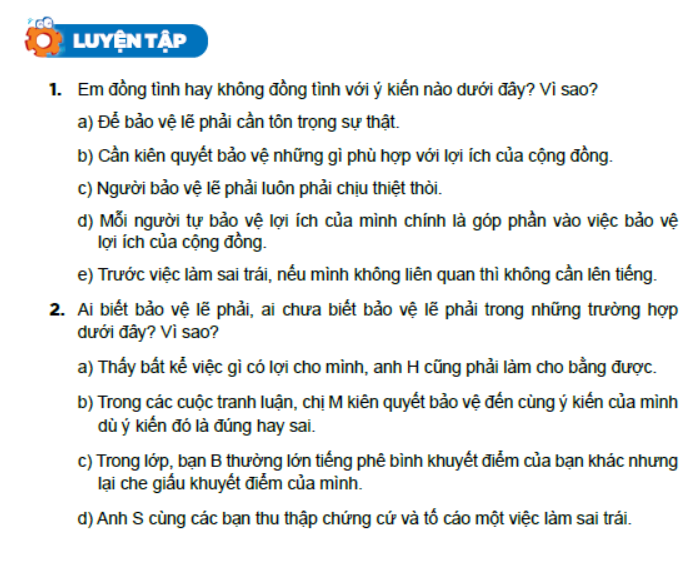 LUYỆN TẬP
1. Em đồng tình hay không đồng tình với ý kiến nào dưới đây? Vì sao?
a) Để bảo vệ lẽ phải cần tôn trọng sự thật.
b) Cần kiên quyết bảo vệ những gì phù hợp với lợi ích của cộng đồng.
c) Người bảo vệ lẽ phải luôn phải chịu thiệt thòi.
d) Mỗi người tự bảo vệ lợi ích của mình chính là góp phần vào việc bảo vệ
lợi ích của cộng đồng.
e) Trước việc làm sai trái, nếu mình không liên quan thì không cần lên tiếng.
2. Ai biết bảo vệ lẽ phải, ai chưa biết bảo vệ lẽ phải trong những trường hợp
dưới đây? Vì sao?
a) Thấy bất kể việc gì có lợi cho mình, anh H cũng phải làm cho bằng được.
b) Trong các cuộc tranh luận, chị M kiên quyết bảo vệ đến cùng ý kiến của mình
dù ý kiến đó là đúng hay sai.
c) Trong lớp, bạn B thường lớn tiếng phê bình khuyết điểm của bạn khác nhưng
lại che giấu khuyết điểm của mình.
d) Anh S cùng các bạn thu thập chứng cứ và tố cáo một việc làm sai trái.